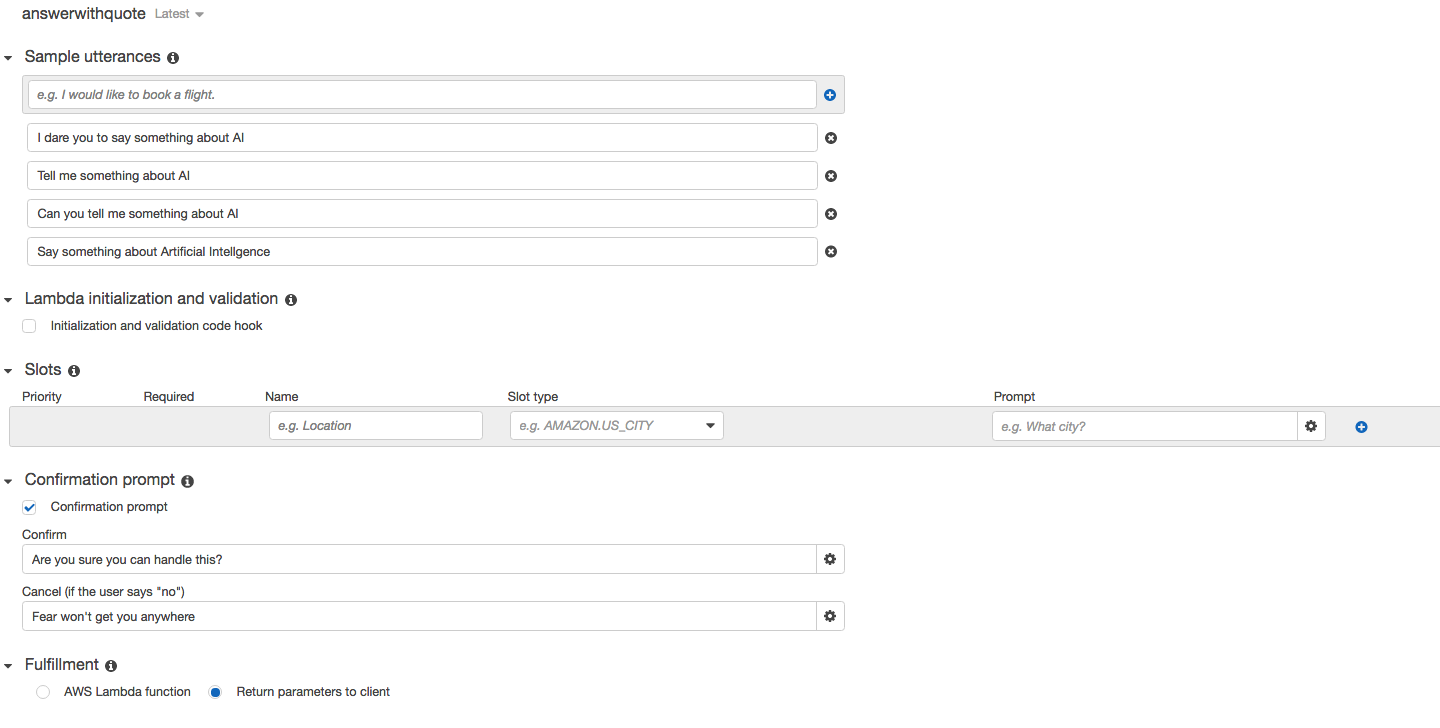 answerwithquote Latest
Sample utterances
e.g. I would like to book a flight.
I dare you to say something about AI
Tell me something about AI
Can you tell me something about AI
Say something about Artificial Intellgence
Lambda initialization and validation
Initialization and validation code hook
Slots
Priority Required Name Slot type Prompt
e.g. Location e.g. AMAZON.US_CITY e.g. What city?
Confirmation prompt
Confirmation prompt
Confirm
Are you sure you can handle this?
Cancel (if the user says "no")
Fear won't get you anywhere
Fulfillment
AWS Lambda function Return parameters to client